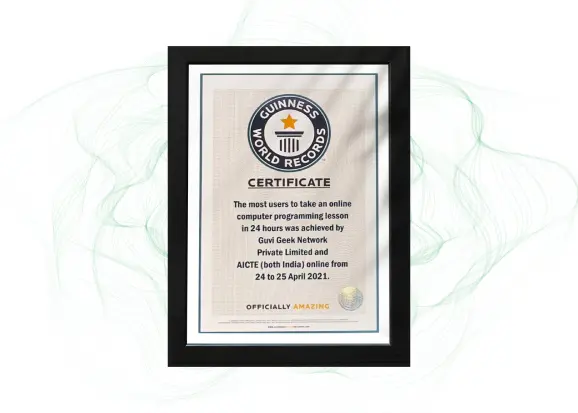 GUINNESS
WORLD RECORDS
CERTIFICATE
The most users to take an online
computer programming lesson
in 24 hours was achieved by
Guvi Geek Network
Private Limited and
AICTE (both India) online from
24 to 25 April 2021.
OFFICIALLY AMAZING